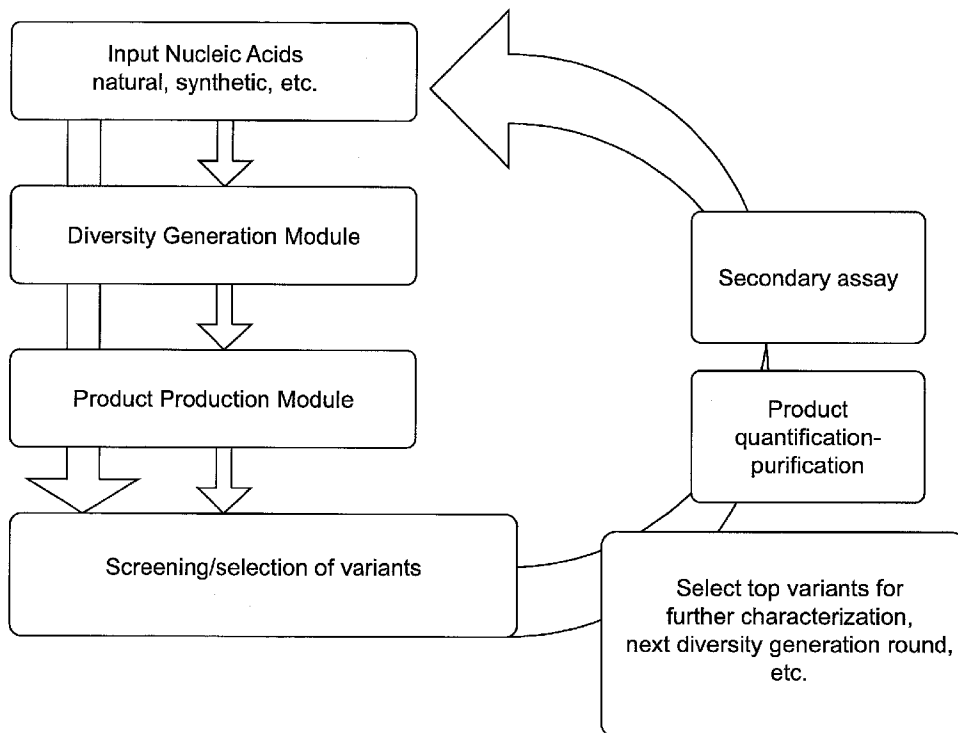 Input Nucleic Acids
natural, synthetic, etc.
Diversity Generation Module
Product Production Module
Screening/selection of variants
Secondary assay
Product
quantification-
purification
Select top variants for
further characterization,
next diversity generation round,
etc.